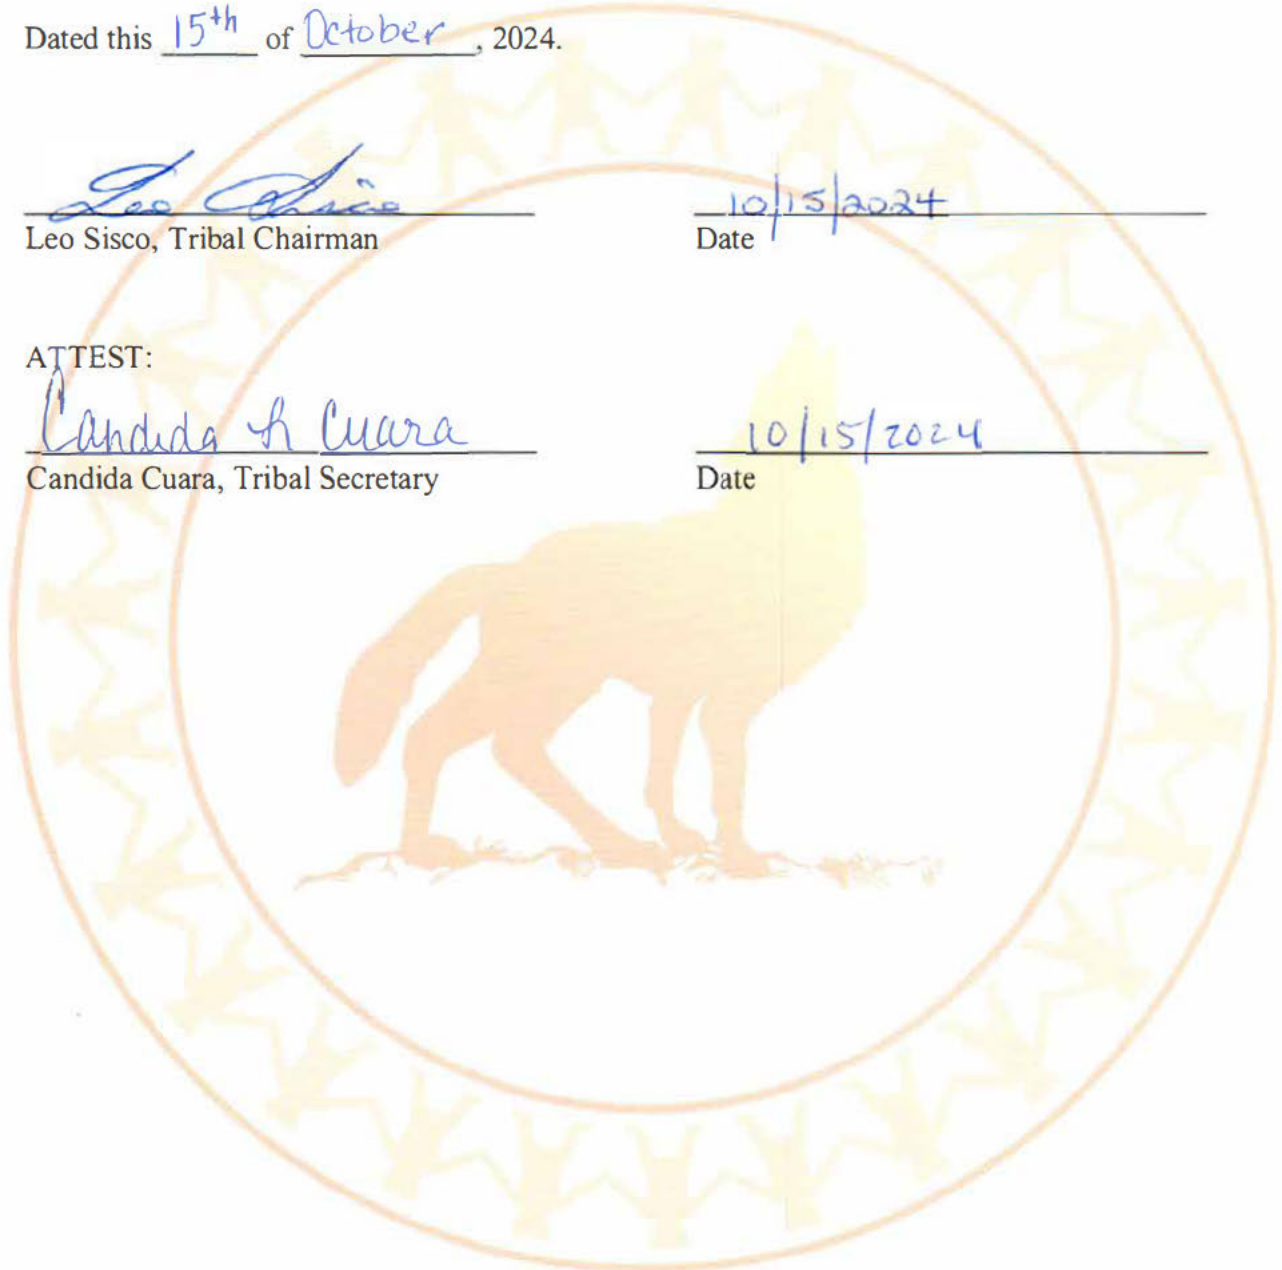 Dated this 15th of October, 2024.
Leo Sisco 10/15/2024
Leo Sisco, Tribal Chairman Date
ATTEST:
Candida h Cuara 10/15/2024
Candida Cuara, Tribal Secretary Date